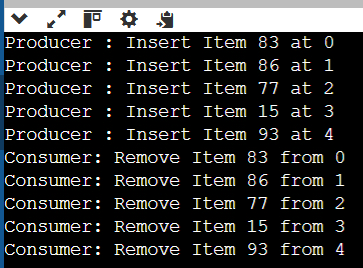 Producer : Insert Item 83 at 0
Producer : Insert Item 86 at 1
Producer : Insert Item 77 at 2
Producer : Insert Item 15 at 3
Producer : Insert Item 93 at 4
Consumer: Remove Item 83 from 0
Consumer: Remove Item 86 from 1
Consumer: Remove Item 77 from 2
Consumer: Remove Item 15 from 3
Consumer: Remove Item 93 from 4